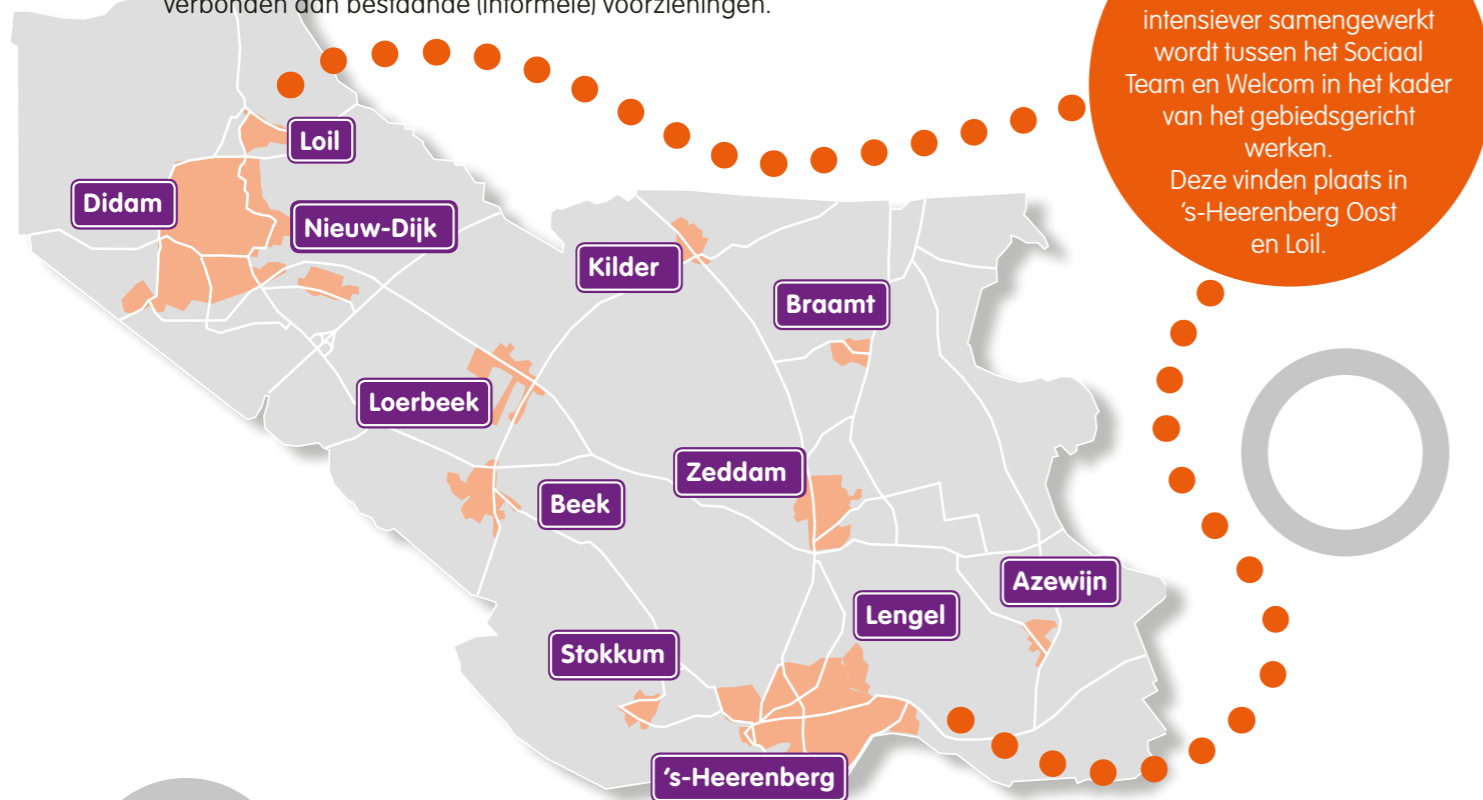 verbonden aan bestaande (informele) voorzieningen.
intensiever samengewerkt
wordt tussen het Sociaal
Team en Welcom in het kader
van het gebiedsgericht
werken.
Deze vinden plaats in
‘s-Heerenberg Oost
en Loil.
Loil
Didam
Nieuw-Dijk
Kilder
Braamt
Loerbeek
Zeddam
Beek
Azewijn
Lengel
Stokkum
‘s-Heerenberg